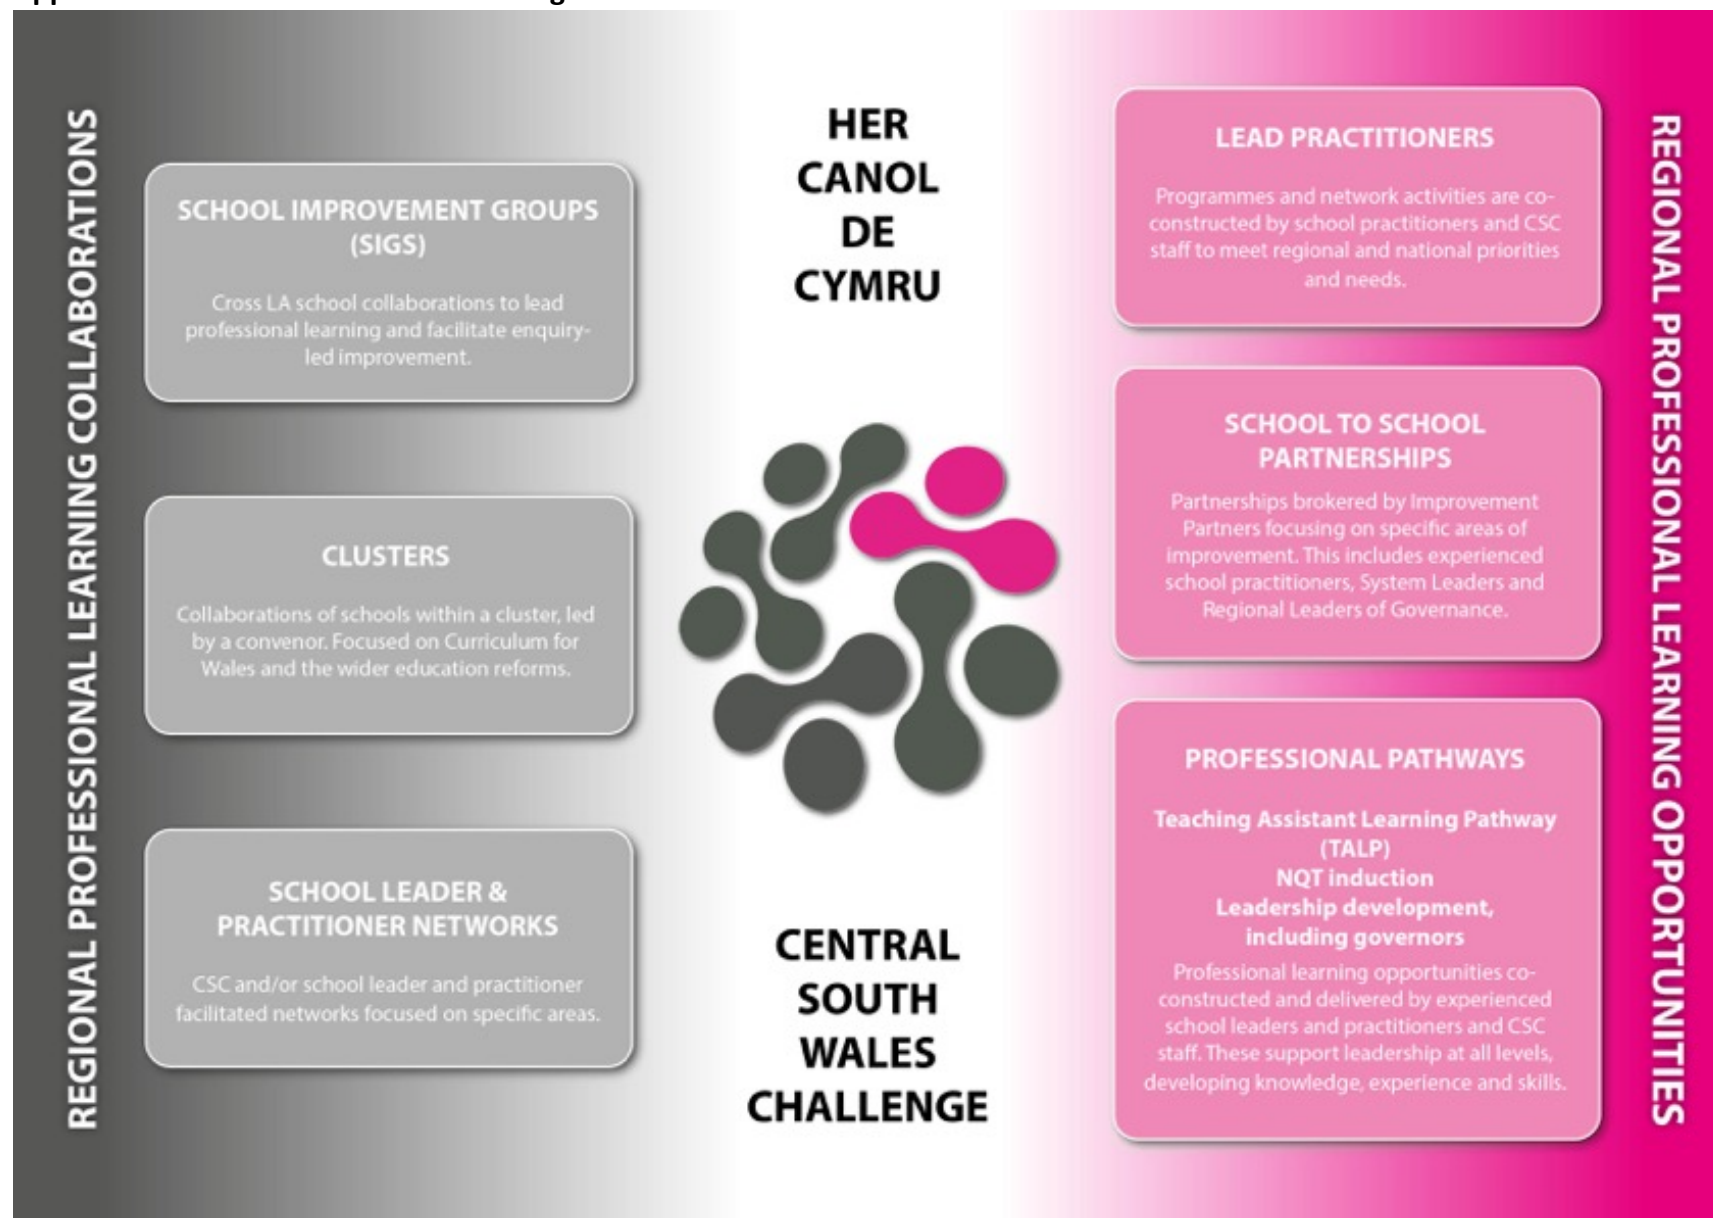 REGIONAL PROFESSIONAL LEARNING COLLABORATIONS
SCHOOL IMPROVEMENT GROUPS
(SIGS)
Cross LA school collaborations to lead
professional learning and facilitate enquiry-
led improvement.
CLUSTERS
Collaborations of schools within a cluster, led
by a convenor. Focused on Curriculum for
Wales and the wider education reforms.
SCHOOL LEADER &
PRACTITIONER NETWORKS
CSC and/or school leader and practitioner
facilitated networks focused on specific areas.
HER
CANOL
DE
CYMRU
CENTRAL
SOUTH
WALES
CHALLENGE
LEAD PRACTITIONERS
Programmes and network activities are co-
constructed by school practitioners and CSC
staff to meet regional and national priorities
and needs.
SCHOOL TO SCHOOL
PARTNERSHIPS
Partnerships brokered by Improvement
Partners focusing on specific areas of
improvement. This includes experienced
school practitioners, System Leaders and
Regional Leaders of Governance.
PROFESSIONAL PATHWAYS
Teaching Assistant Learning Pathway
(TALP)
NQT induction
Leadership development,
including governors
Professional learning opportunities co-
constructed and delivered by experienced
school leaders and practitioners and CSC
staff. These support leadership at all levels,
developing knowledge, experience and skills.
REGIONAL PROFESSIONAL LEARNING OPPORTUNITIES